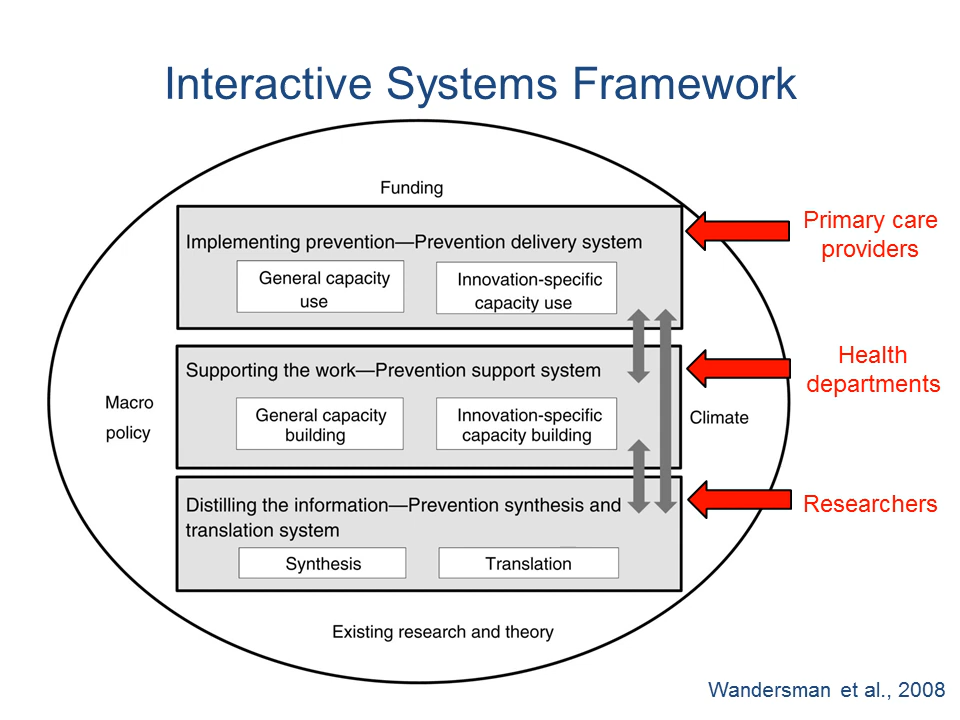 Interactive Systems Framework
Funding
Implementing prevention—Prevention delivery system
General capacity
use
Innovation-specific
capacity use
Primary care
providers
Supporting the work—Prevention support system
General capacity
building
Innovation-specific
capacity building
Health
departments
Macro
policy
Climate
Distilling the information—Prevention synthesis and
translation system
Synthesis
Translation
Researchers
Existing research and theory
Wandersman et al., 2008